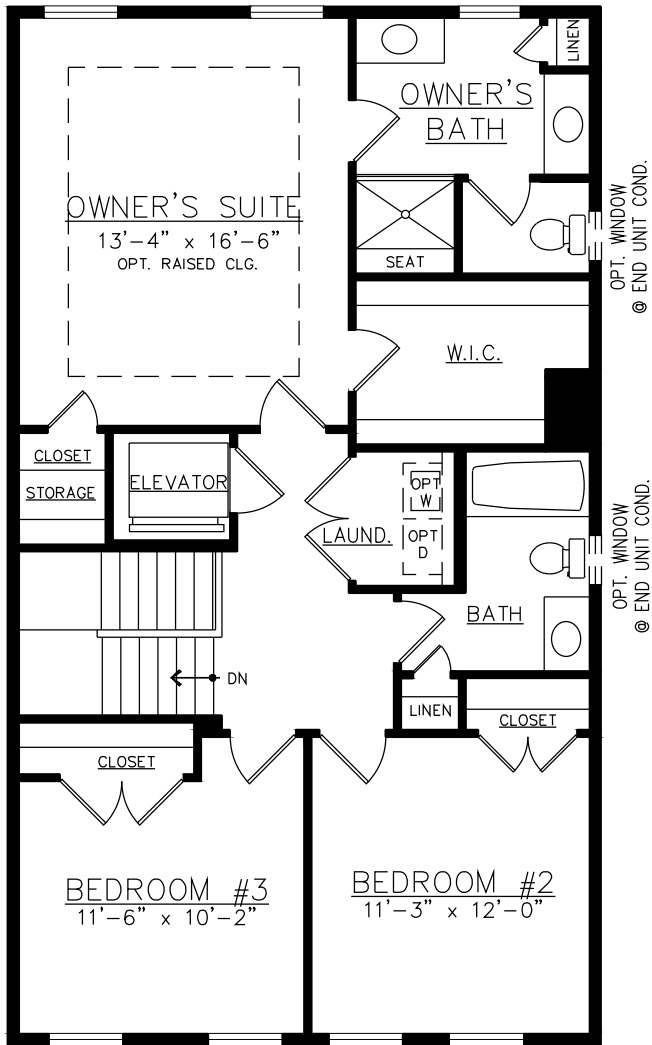 LINEN
OWNER'S
BATH
OPT. WINDOW
@ END UNIT COND.
OWNER'S SUITE
13'-4" x 16'-6"
OPT. RAISED CLG.
SEAT
W.I.C.
CLOSET
STORAGE
ELEVATOR
OPT
W
LAUND.
OPT
D
OPT. WINDOW
@ END UNIT COND.
BATH
DN
LINEN
CLOSET
CLOSET
BEDROOM #3
11'-6" x 10'-2"
BEDROOM #2
11'-3" x 12'-0"